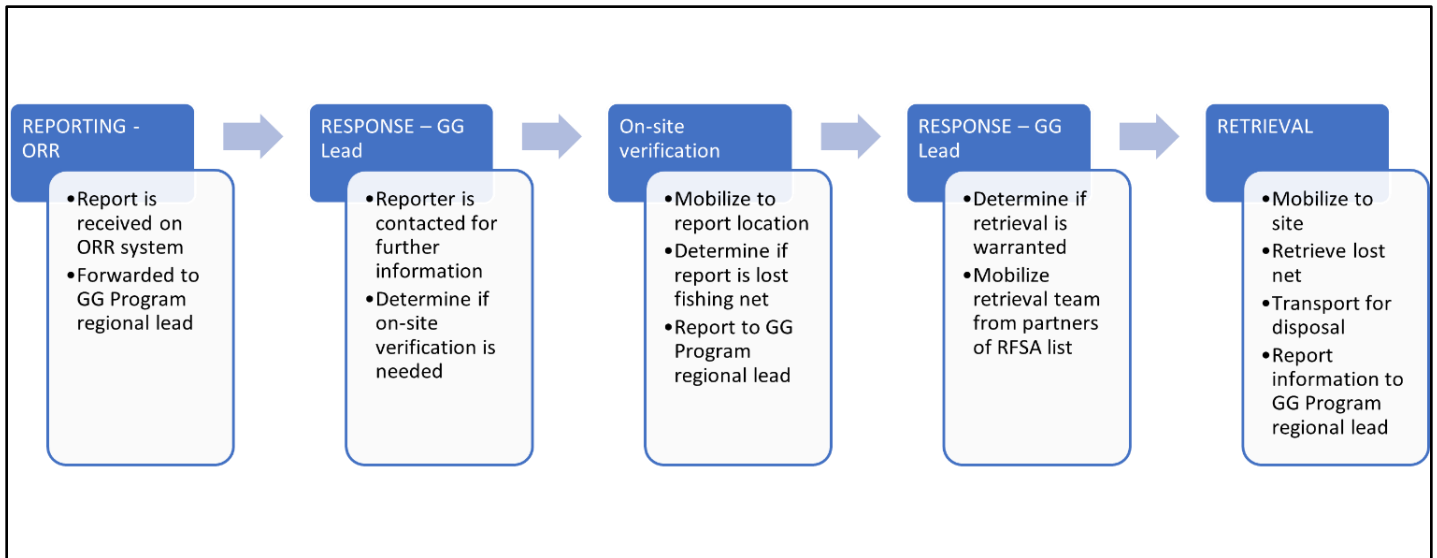 REPORTING -
ORR
•Report is
received on
ORR system
•Forwarded to
GG Program
regional lead
RESPONSE – GG
Lead
•Reporter is
contacted for
further
information
•Determine if
on-site
verification is
needed
On-site
verification
•Mobilize to
report location
•Determine if
report is lost
fishing net
•Report to GG
Program
regional lead
RESPONSE – GG
Lead
•Determine if
retrieval is
warranted
•Mobilize
retrieval team
from partners
of RFSA list
RETRIEVAL
•Mobilize to
site
•Retrieve lost
net
•Transport for
disposal
•Report
information to
GG Program
regional lead